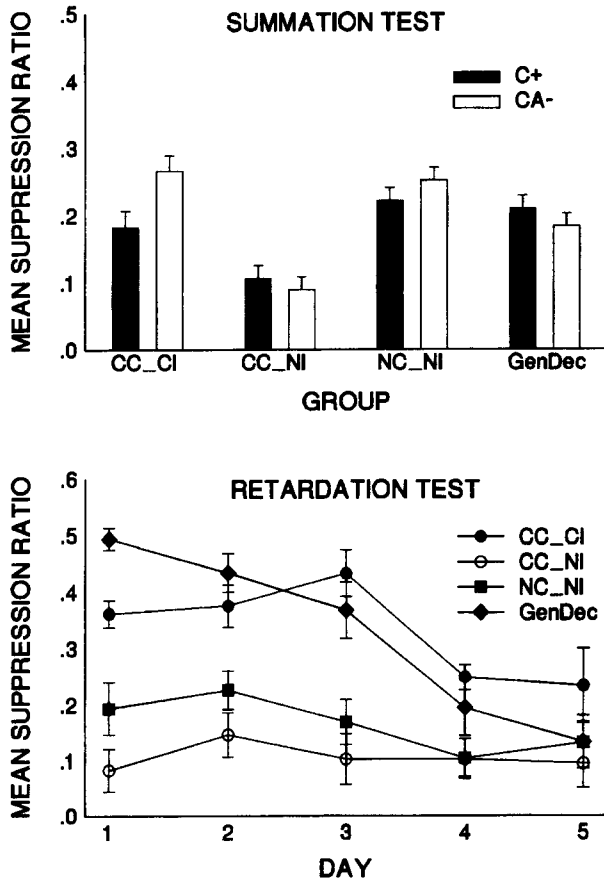 SUMMATION TEST
MEAN SUPPRESSION RATIO
.5
.4
.3
.2
.1
.0
C+
CA-
CC_CI
CC_NI
NC_NI
GenDec
GROUP
RETARDATION TEST
MEAN SUPPRESSION RATIO
.6
.5
.4
.3
.2
.1
.0
CC_CI
CC_NI
NC_NI
GenDec
1
2
3
4
5
DAY